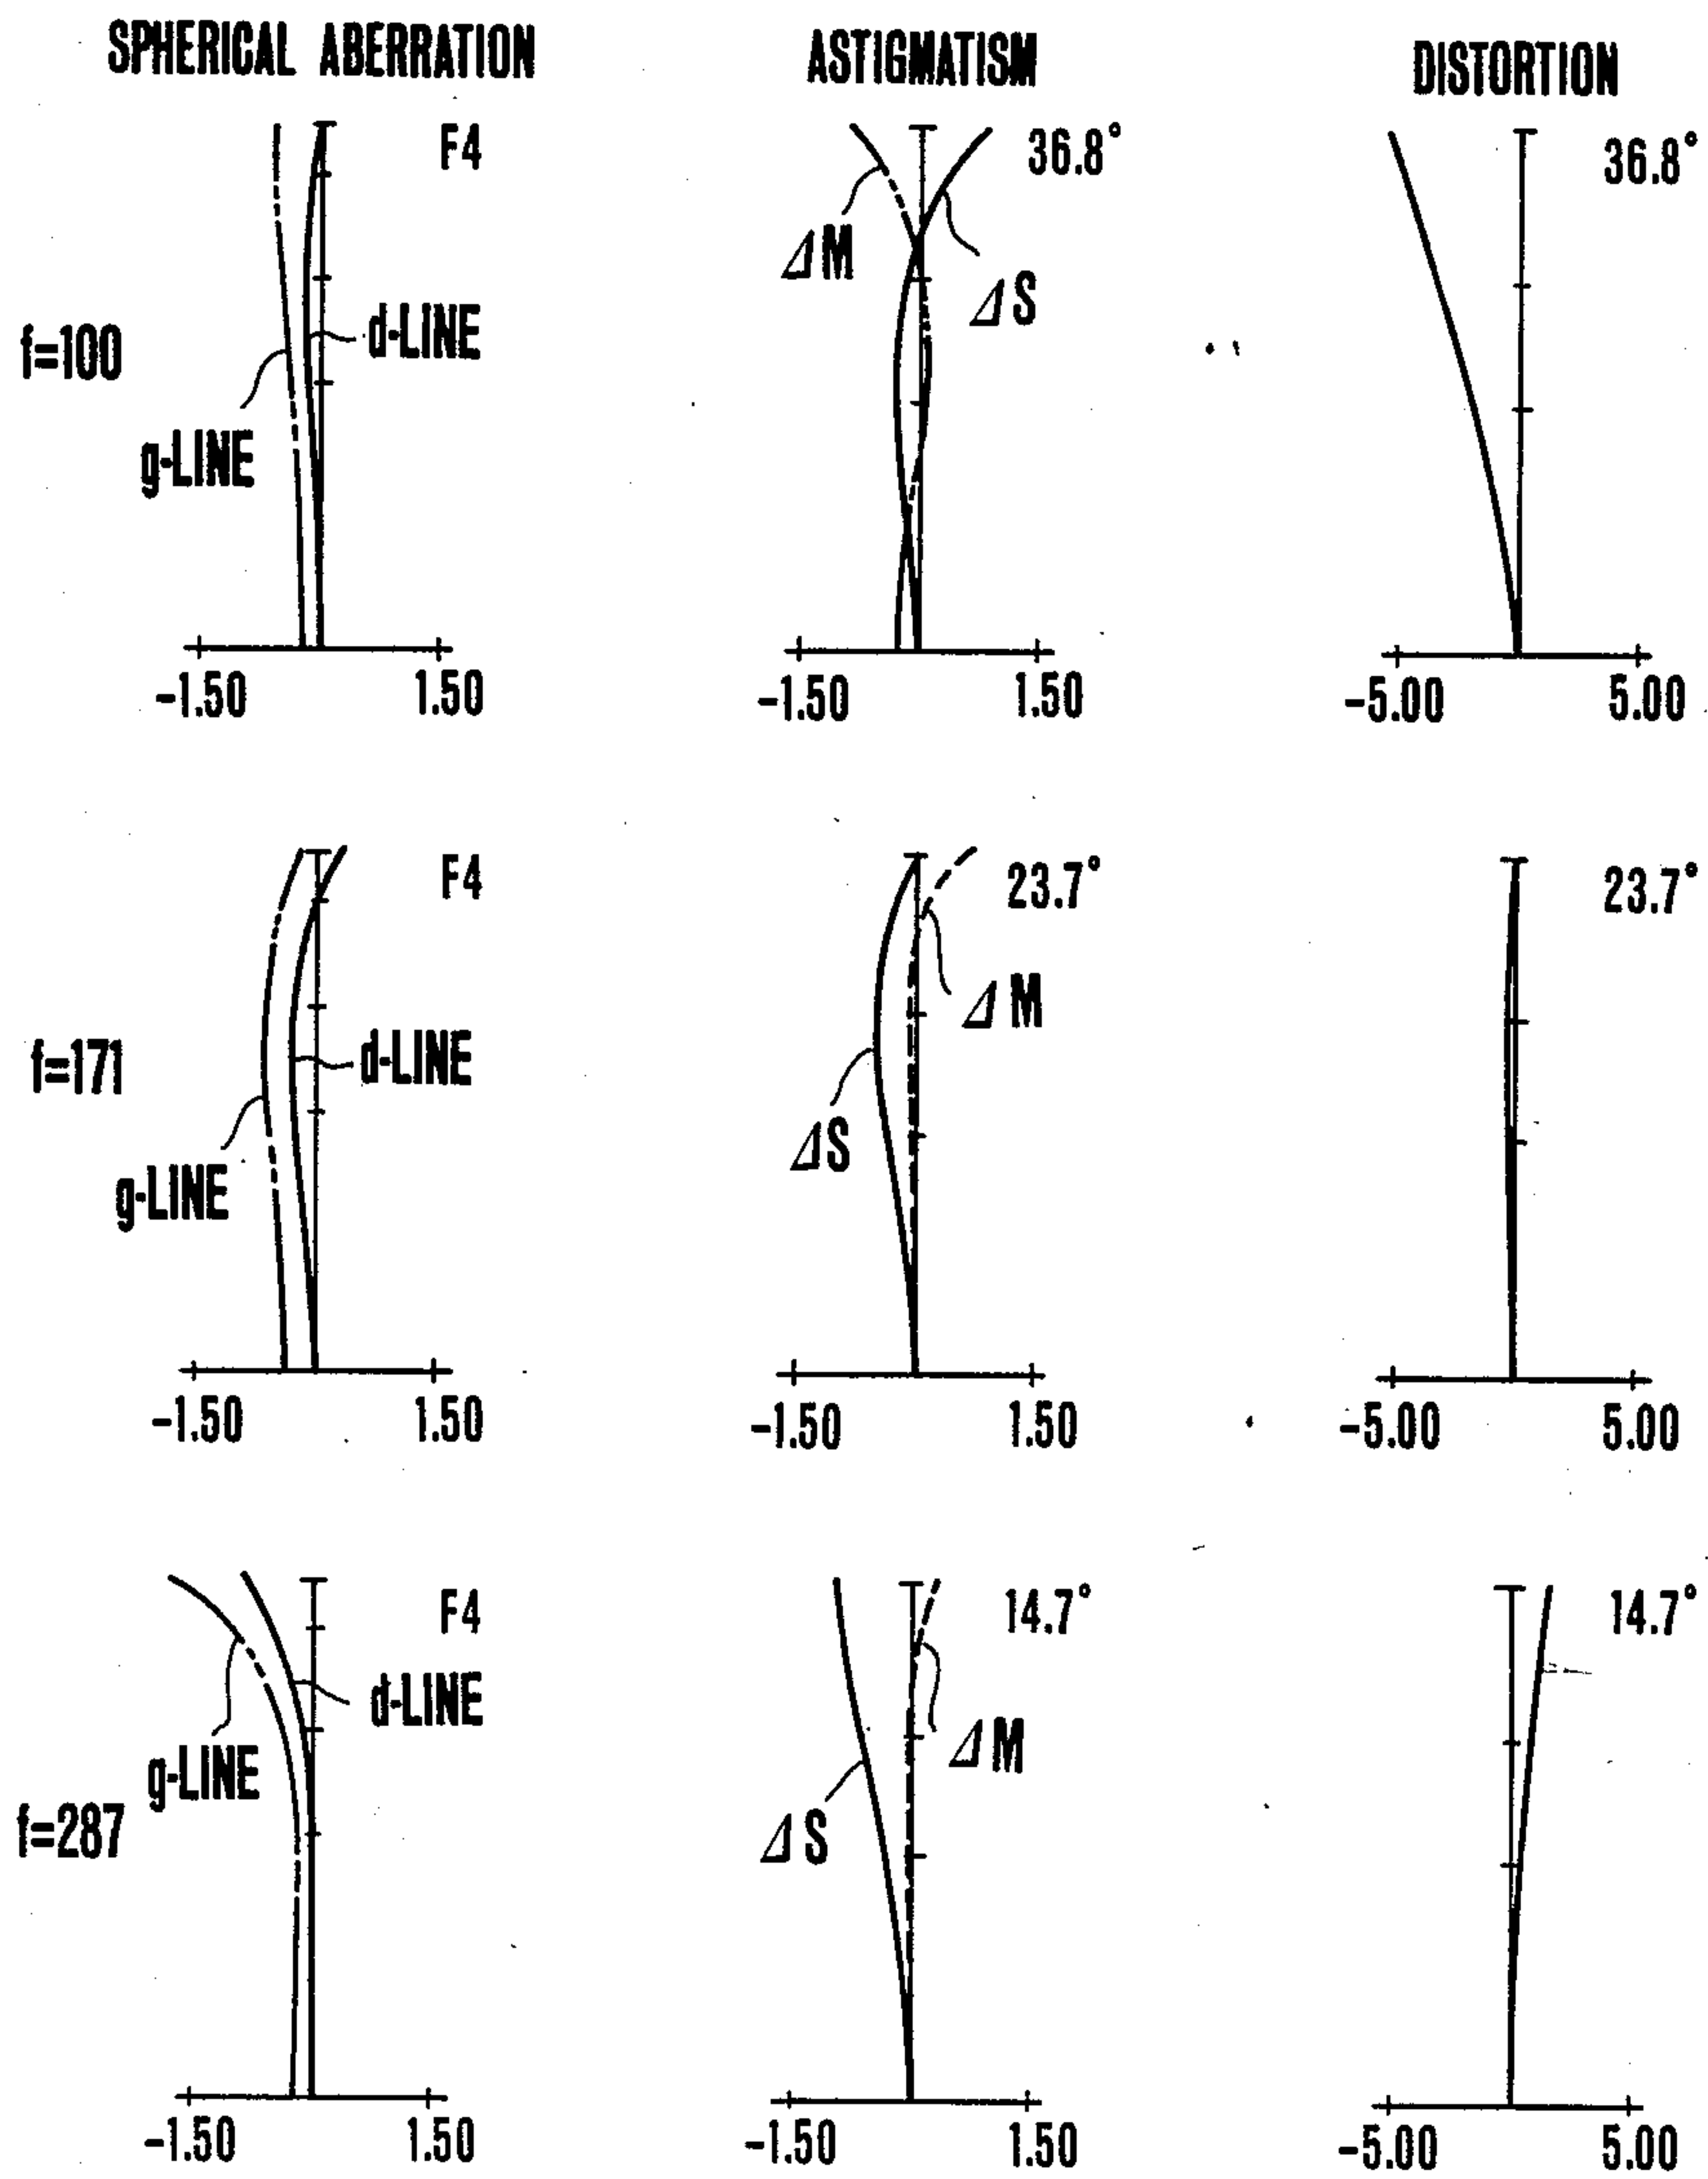 SPHERICAL ABERRATION ASTIGMATISM DISTORTION
F4 36.8° 36.8°
ΔM
ΔS
f=100 d-LINE
g-LINE
-1.50 1.50 -1.50 1.50 -5.00 5.00
F4 23.7° 23.7°
ΔM
f=171 d-LINE
ΔS
g-LINE
-1.50 1.50 -1.50 1.50 -5.00 5.00
F4 14.7° 14.7°
d-LINE
ΔM
g-LINE
f=287 ΔS
-1.50 1.50 -1.50 1.50 -5.00 5.00